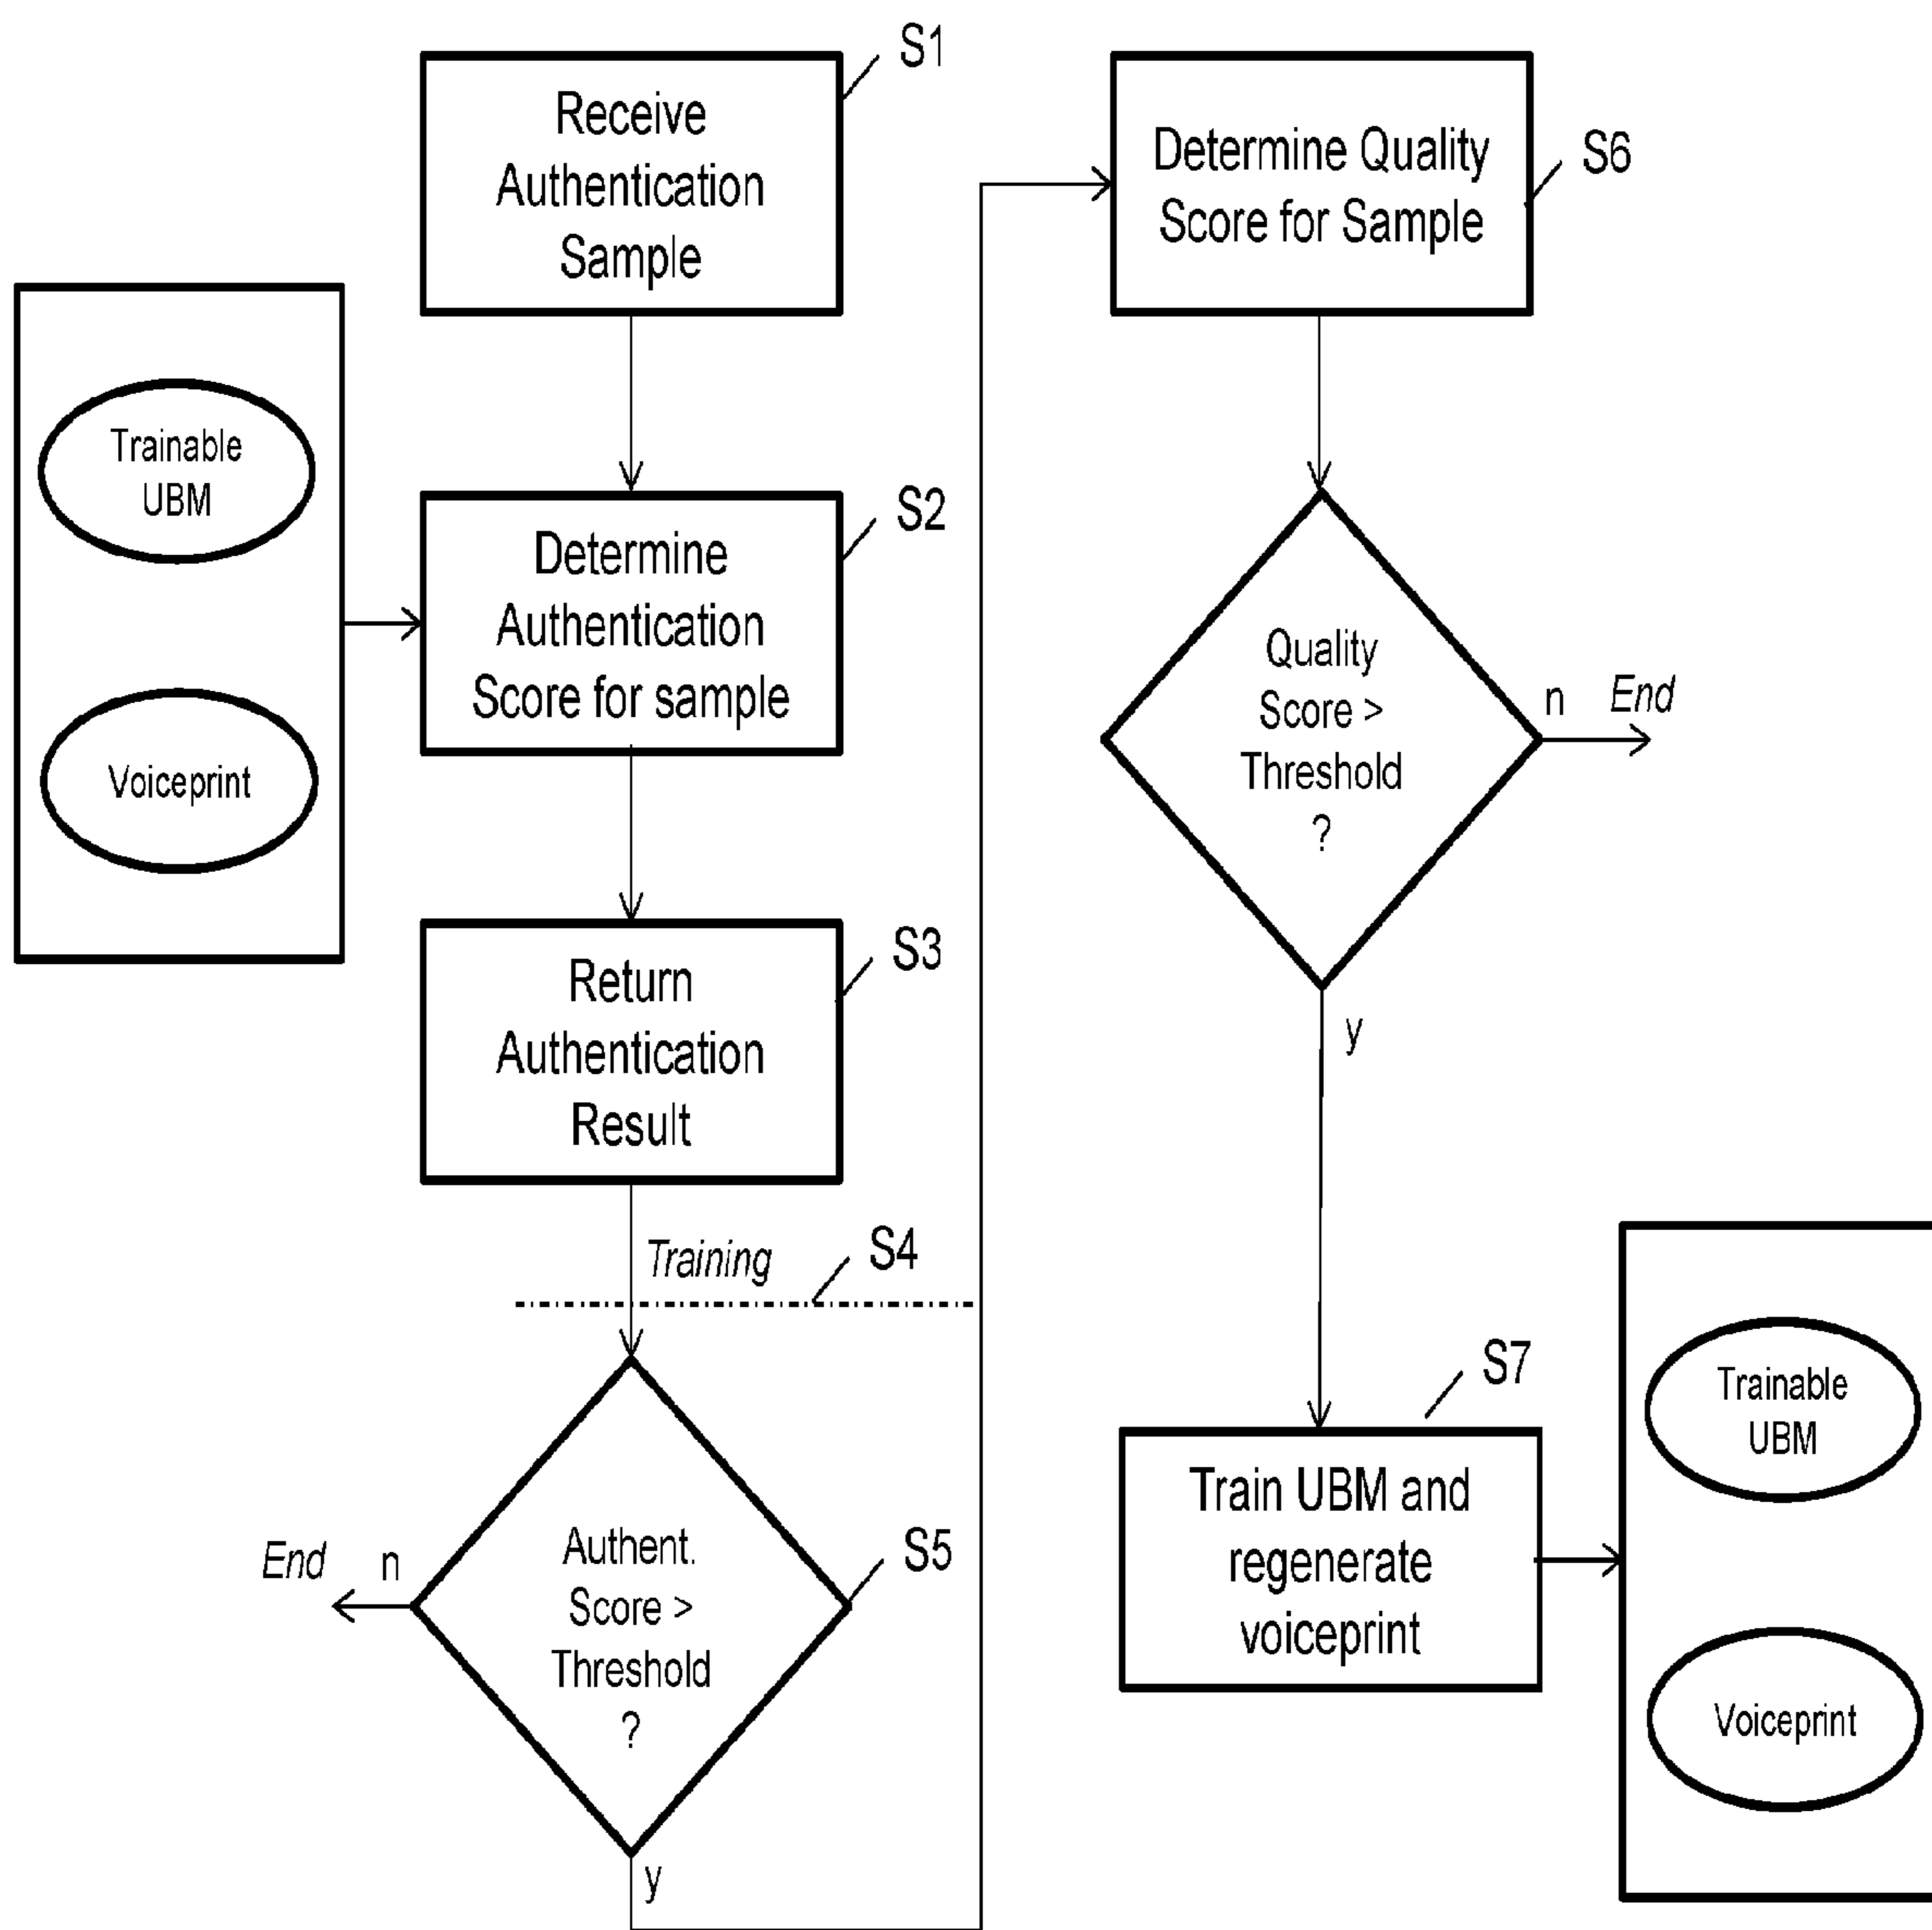 S1
Receive
Authentication
Sample
Trainable
UBM
Voiceprint
S2
Determine
Authentication
Score for sample
S3
Return
Authentication
Result
Training
S4
S5
Authent.
Score >
Threshold
?
n
End
y
S6
Determine Quality
Score for Sample
Quality
Score >
Threshold
?
n
End
y
S7
Train UBM and
regenerate
voiceprint
Trainable
UBM
Voiceprint